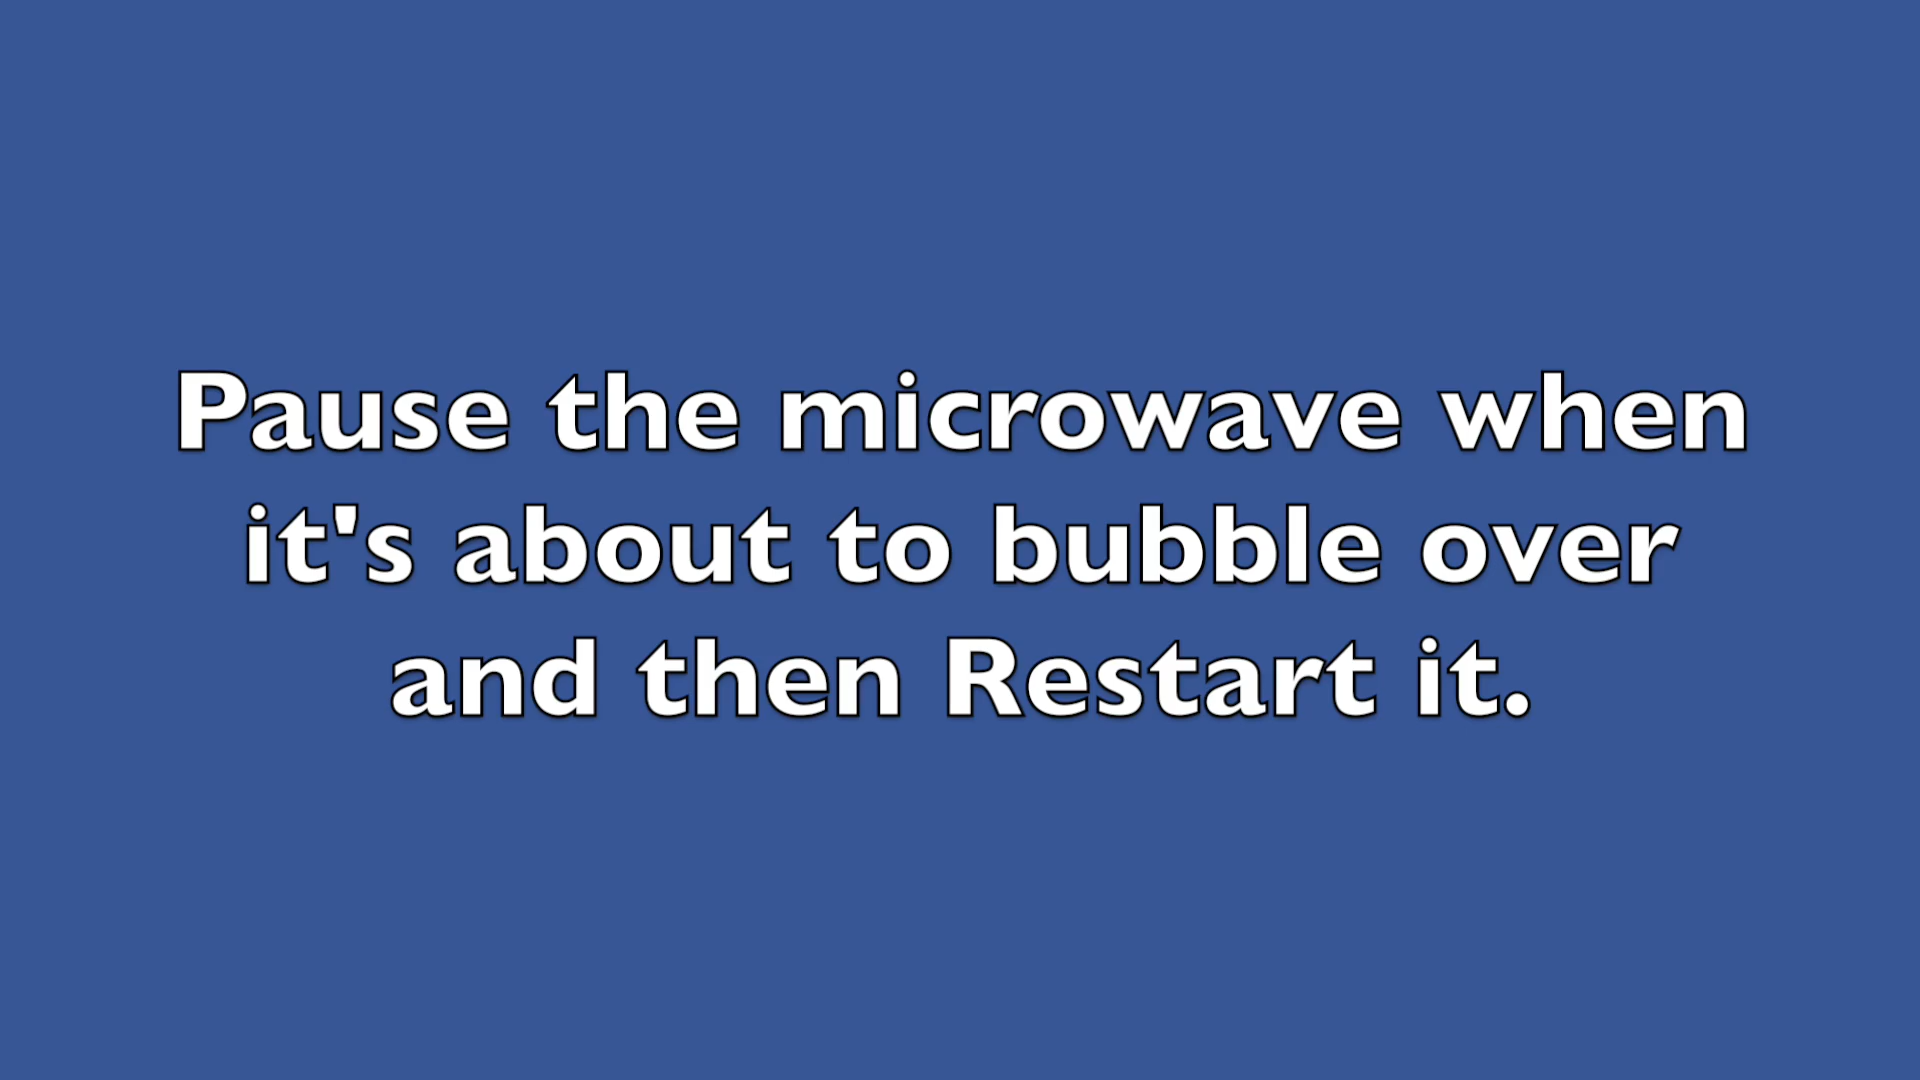 Pause the microwave when
it's about to bubble over
and then Restart it.